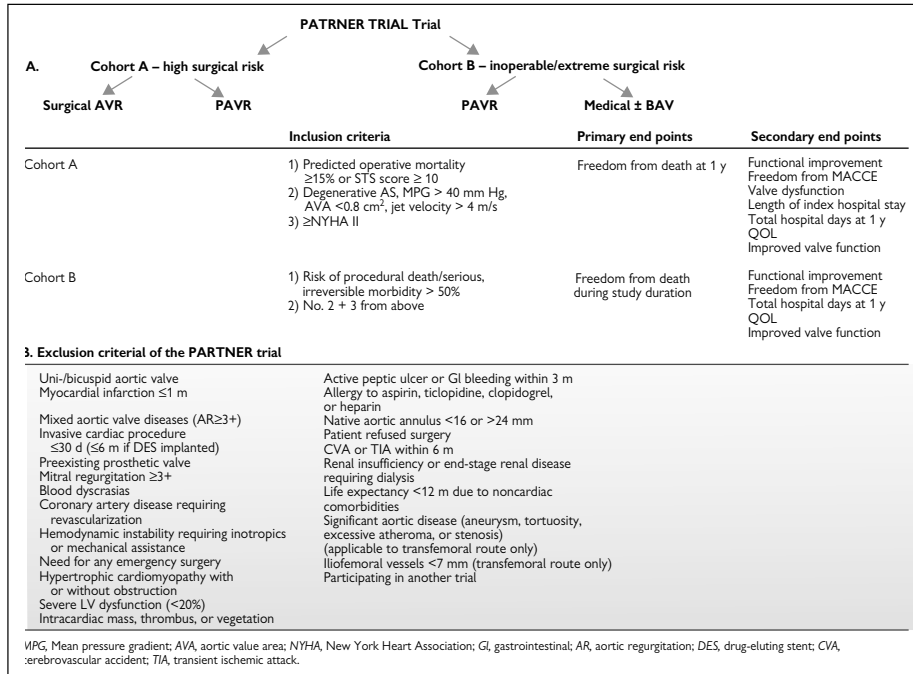 PATRNER TRIAL Trial
A. Cohort A – high surgical risk Cohort B – inoperable/extreme surgical risk
Surgical AVR PAVR PAVR Medical ± BAV
Inclusion criteria Primary end points Secondary end points
Cohort A
1) Predicted operative mortality
≥15% or STS score ≥ 10
2) Degenerative AS, MPG > 40 mm Hg,
AVA <0.8 cm², jet velocity > 4 m/s
3) ≥NYHA II
Freedom from death at 1 y
Functional improvement
Freedom from MACCE
Valve dysfunction
Length of index hospital stay
Total hospital days at 1 y
QOL
Improved valve function
Cohort B
1) Risk of procedural death/serious,
irreversible morbidity > 50%
2) No. 2 + 3 from above
Freedom from death
during study duration
Functional improvement
Freedom from MACCE
Total hospital days at 1 y
QOL
Improved valve function
3. Exclusion criterial of the PARTNER trial
Uni-/bicuspid aortic valve
Myocardial infarction ≤1 m
Mixed aortic valve diseases (AR≥3+)
Invasive cardiac procedure
≤30 d (≤6 m if DES implanted)
Preexisting prosthetic valve
Mitral regurgitation ≥3+
Blood dyscrasias
Coronary artery disease requiring
revascularization
Hemodynamic instability requiring inotropics
or mechanical assistance
Need for any emergency surgery
Hypertrophic cardiomyopathy with
or without obstruction
Severe LV dysfunction (<20%)
Intracardiac mass, thrombus, or vegetation
Active peptic ulcer or GI bleeding within 3 m
Allergy to aspirin, ticlopidine, clopidogrel,
or heparin
Native aortic annulus <16 or >24 mm
Patient refused surgery
CVA or TIA within 6 m
Renal insufficiency or end-stage renal disease
requiring dialysis
Life expectancy <12 m due to noncardiac
comorbidities
Significant aortic disease (aneurysm, tortuosity,
excessive atheroma, or stenosis)
(applicable to transfemoral route only)
Iliofemoral vessels <7 mm (transfemoral route only)
Participating in another trial
MPG, Mean pressure gradient; AVA, aortic value area; NYHA, New York Heart Association; GI, gastrointestinal; AR, aortic regurgitation; DES, drug-eluting stent; CVA,
cerebrovascular accident; TIA, transient ischemic attack.